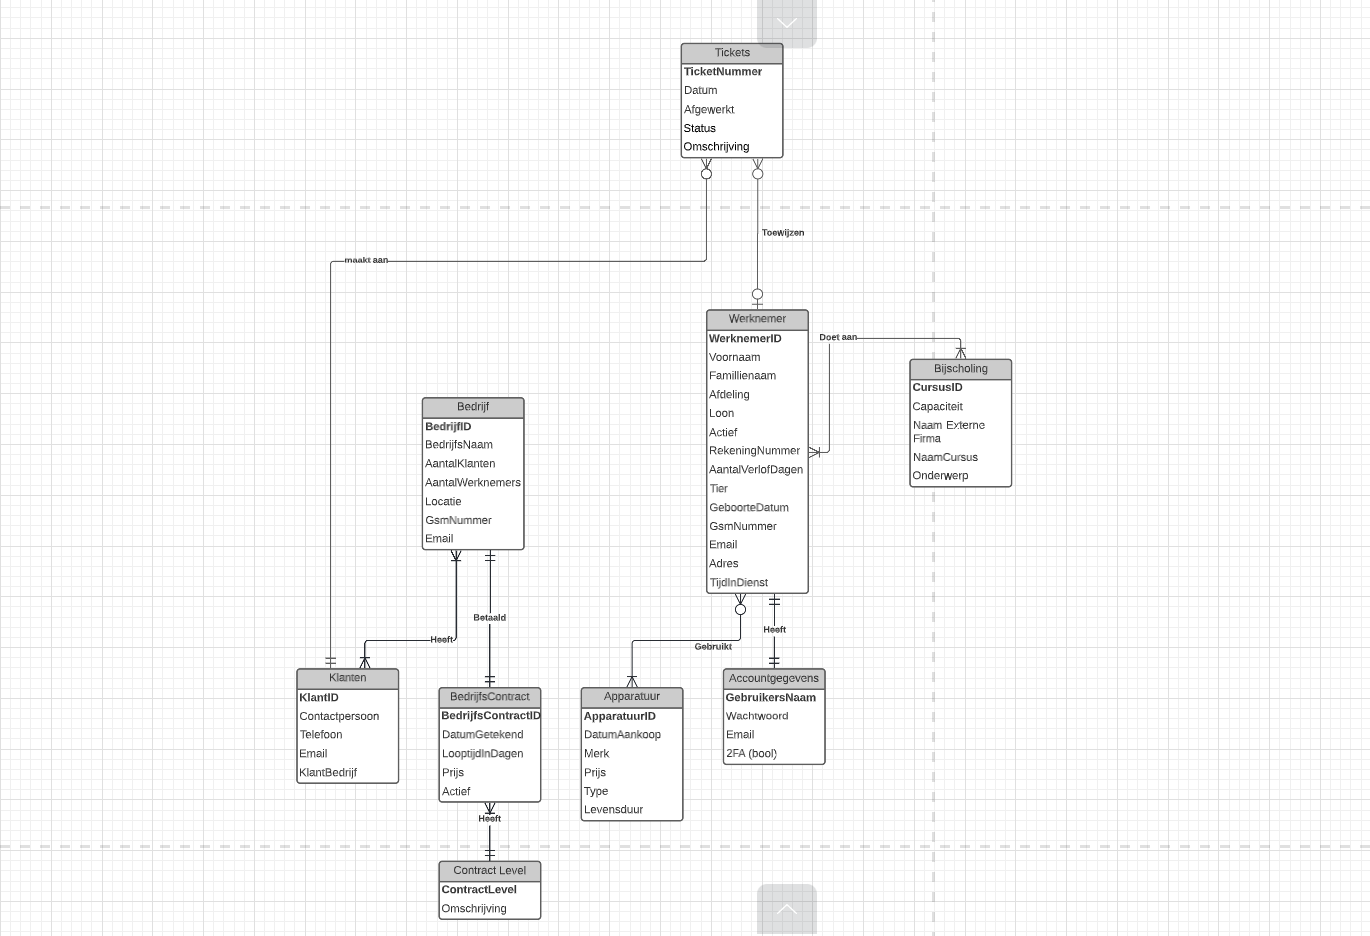 Tickets
TicketNummer
Datum
Afgewerkt
Status
Omschrijving
Toewijzen
maakt aan
Werknemer
WerknemerID
Voornaam
Famillienaam
Afdeling
Loon
Actief
RekeningNummer
AantalVerlofDagen
Tier
GeboorteDatum
GsmNummer
Email
Adres
TijdInDienst
Doet aan
Bijscholing
CursusID
Capaciteit
Naam Externe
Firma
NaamCursus
Onderwerp
Bedrijf
BedrijfID
BedrijfsNaam
AantalKlanten
AantalWerknemers
Locatie
GsmNummer
Email
Betaald
Heeft
Gebruikt
Heeft
Klanten
KlantID
Contactpersoon
Telefoon
Email
KlantBedrijf
BedrijfsContract
BedrijfsContractID
DatumGetekend
LooptijdInDagen
Prijs
Actief
Apparatuur
ApparatuurID
DatumAankoop
Merk
Prijs
Type
Levensduur
Accountgegevens
GebruikersNaam
Wachtwoord
Email
2FA (bool)
Heeft
Contract Level
ContractLevel
Omschrijving